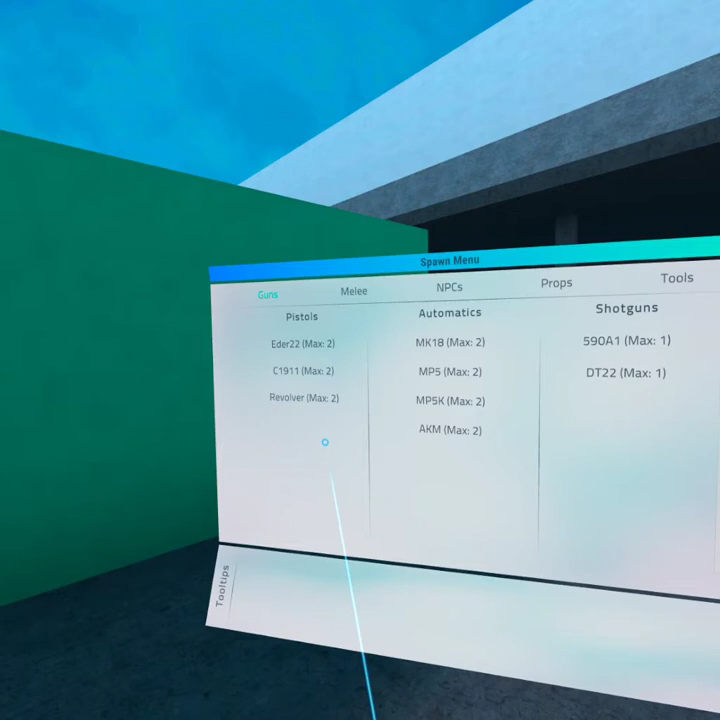 Spawn Menu
Guns
Melee
NPCs
Props
Tools
Pistols
Eder22 (Max: 2)
C1911 (Max: 2)
Revolver (Max: 2)
Automatics
MK18 (Max: 2)
MP5 (Max: 2)
MP5K (Max: 2)
AKM (Max: 2)
Shotguns
590A1 (Max: 1)
DT22 (Max: 1)
Tooltips